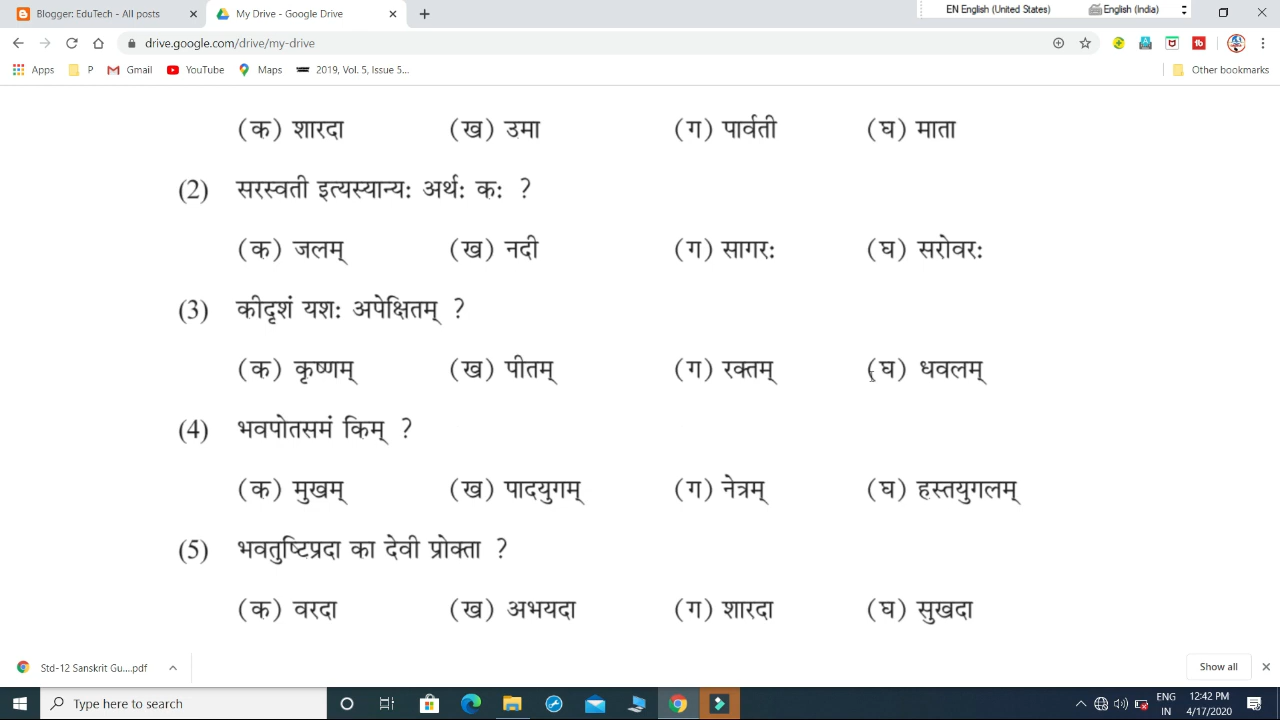 Blogger: EduTech - All posts
My Drive - Google Drive
EN English (United States)
English (India)
drive.google.com/drive/my-drive
Apps P Gmail YouTube Maps 2019, Vol. 5, Issue 5... Other bookmarks
(क) शारदा (ख) उमा (ग) पार्वती (घ) माता
(2) सरस्वती इत्यस्यान्यः अर्थः कः ?
(क) जलम् (ख) नदी (ग) सागरः (घ) सरोवरः
(3) कीदृशं यशः अपेक्षितम् ?
(क) कृष्णम् (ख) पीतम् (ग) रक्तम् (घ) धवलम्
(4) भवपोतसमं किम् ?
(क) मुखम् (ख) पादयुगम् (ग) नेत्रम् (घ) हस्तयुगलम्
(5) भवतुष्टिप्रदा का देवी प्रोक्ता ?
(क) वरदा (ख) अभयदा (ग) शारदा (घ) सुखदा
Std-12 Sanskrit Gu....pdf Show all
Type here to search
ENG 12:42 PM
IN 4/17/2020